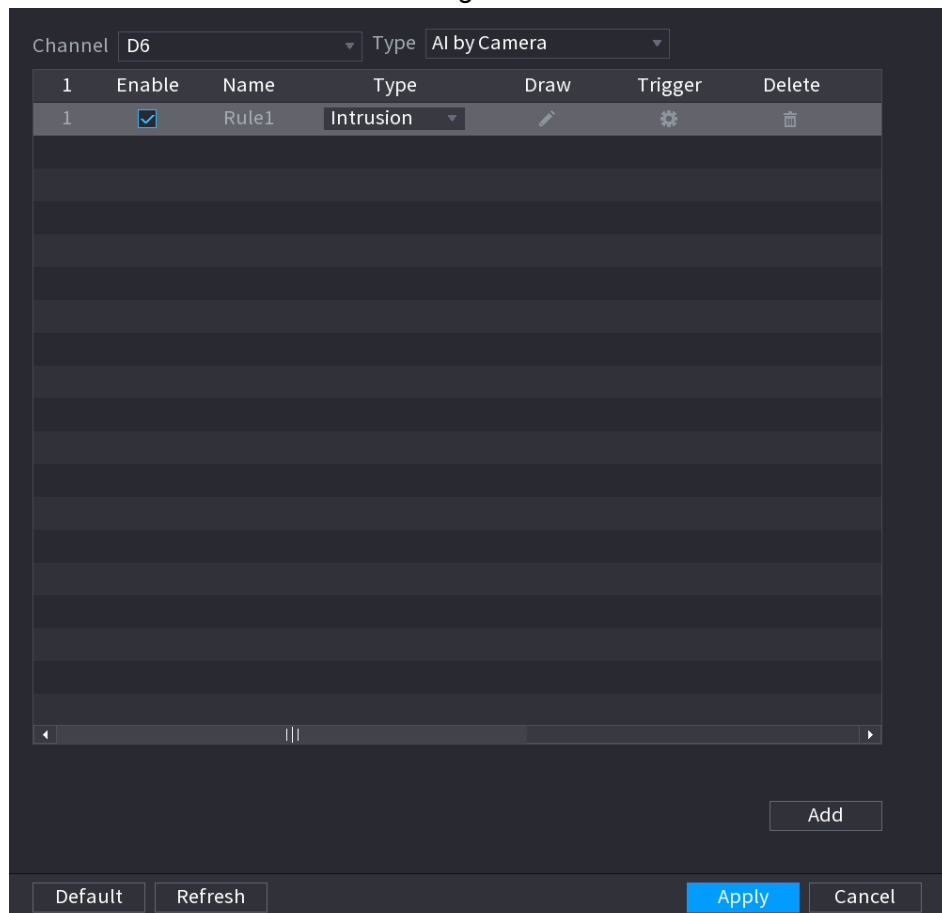 Channel D6 Type AI by Camera
1 Enable Name Type Draw Trigger Delete
1 Rule1 Intrusion
Add
Default Refresh Apply Cancel